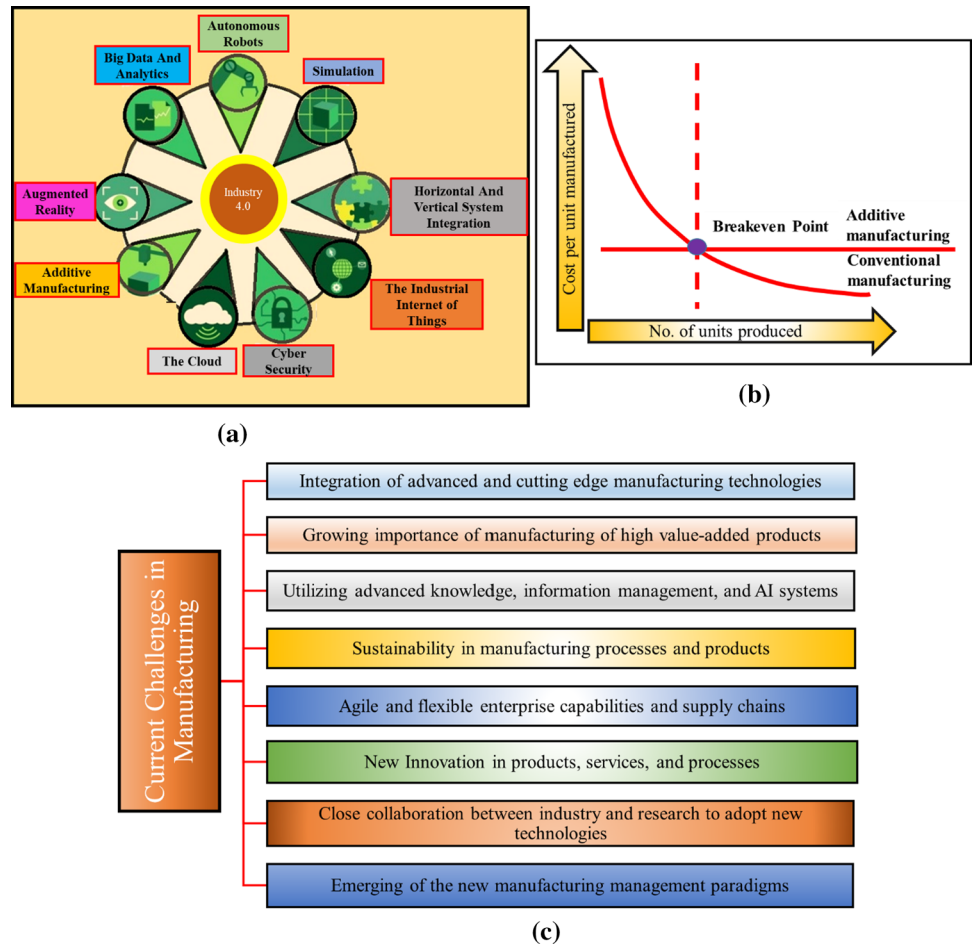 Autonomous
Robots
Big Data And
Analytics
Simulation
Augmented
Reality
Industry
4.0
Horizontal And
Vertical System
Integration
Additive
Manufacturing
The Industrial
Internet of
Things
The Cloud
Cyber
Security
(a)
Cost per unit manufactured
Breakeven Point
Additive
manufacturing
Conventional
manufacturing
No. of units produced
(b)
Current Challenges in
Manufacturing
Integration of advanced and cutting edge manufacturing technologies
Growing importance of manufacturing of high value-added products
Utilizing advanced knowledge, information management, and AI systems
Sustainability in manufacturing processes and products
Agile and flexible enterprise capabilities and supply chains
New Innovation in products, services, and processes
Close collaboration between industry and research to adopt new
technologies
Emerging of the new manufacturing management paradigms
(c)